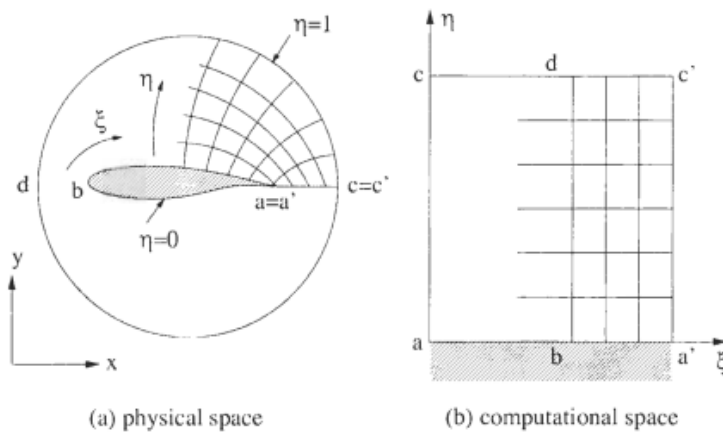 η=1
η
ξ
d
b
a=a'
c=c'
η=0
y
x
(a) physical space
η
d
c
c'
a
b
a'
ξ
(b) computational space